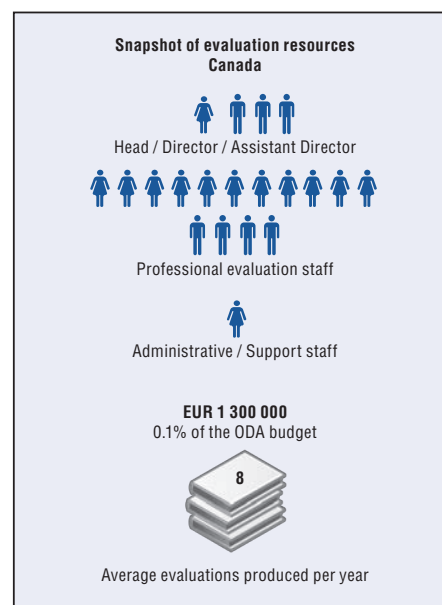 Snapshot of evaluation resources
Canada
Head / Director / Assistant Director
Professional evaluation staff
Administrative / Support staff
EUR 1 300 000
0.1% of the ODA budget
8
Average evaluations produced per year